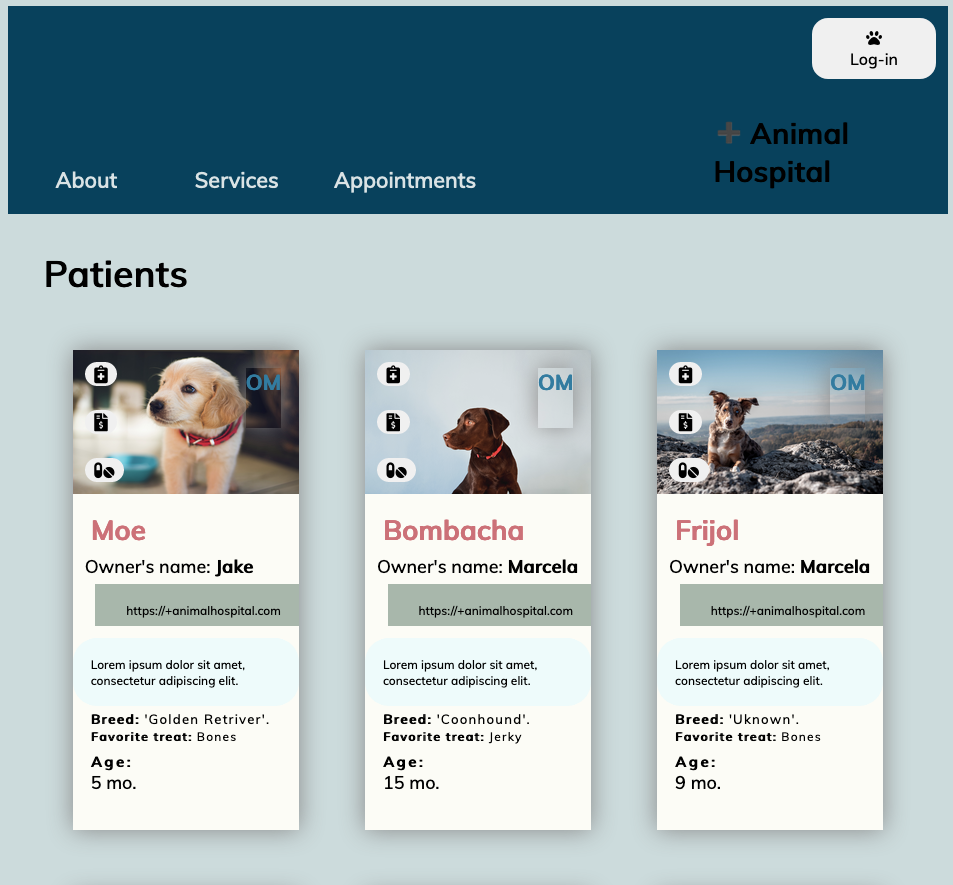 Log-in
Animal
Hospital
About
Services
Appointments
Patients
OM
OM
OM
Moe
Owner's name: Jake
https://+animalhospital.com
Lorem ipsum dolor sit amet,
consectetur adipiscing elit.
Breed: 'Golden Retriver'.
Favorite treat: Bones
Age:
5 mo.
Bombacha
Owner's name: Marcela
https://+animalhospital.com
Lorem ipsum dolor sit amet,
consectetur adipiscing elit.
Breed: 'Coonhound'.
Favorite treat: Jerky
Age:
15 mo.
Frijol
Owner's name: Marcela
https://+animalhospital.com
Lorem ipsum dolor sit amet,
consectetur adipiscing elit.
Breed: 'Uknown'.
Favorite treat: Bones
Age:
9 mo.